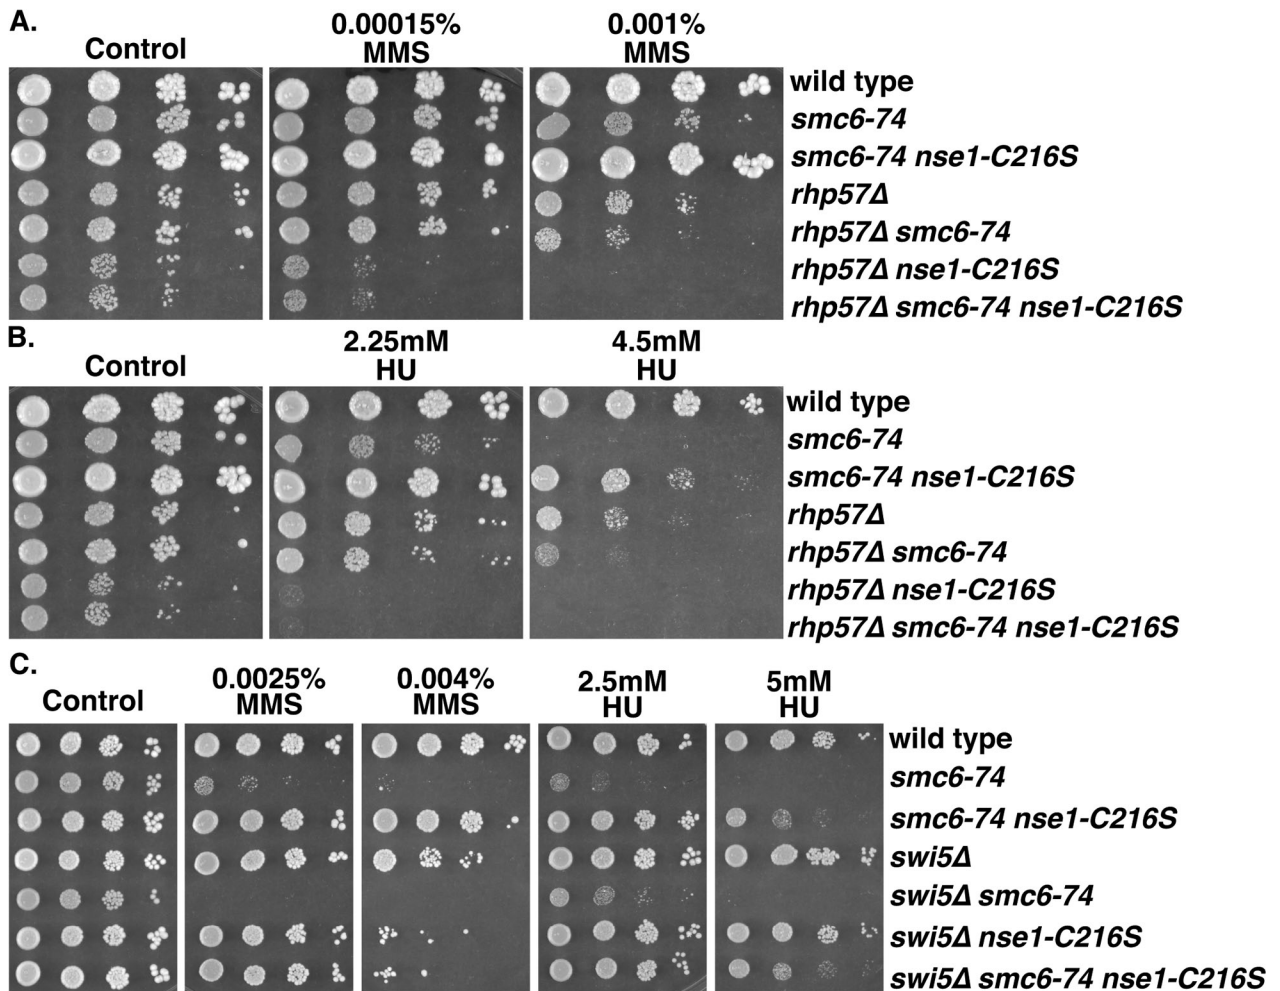 A.
Control
0.00015%
MMS
0.001%
MMS
wild type
smc6-74
smc6-74 nse1-C216S
rhp57Δ
rhp57Δ smc6-74
rhp57Δ nse1-C216S
rhp57Δ smc6-74 nse1-C216S
B.
Control
2.25mM
HU
4.5mM
HU
wild type
smc6-74
smc6-74 nse1-C216S
rhp57Δ
rhp57Δ smc6-74
rhp57Δ nse1-C216S
rhp57Δ smc6-74 nse1-C216S
C.
Control
0.0025%
MMS
0.004%
MMS
2.5mM
HU
5mM
HU
wild type
smc6-74
smc6-74 nse1-C216S
swi5Δ
swi5Δ smc6-74
swi5Δ nse1-C216S
swi5Δ smc6-74 nse1-C216S